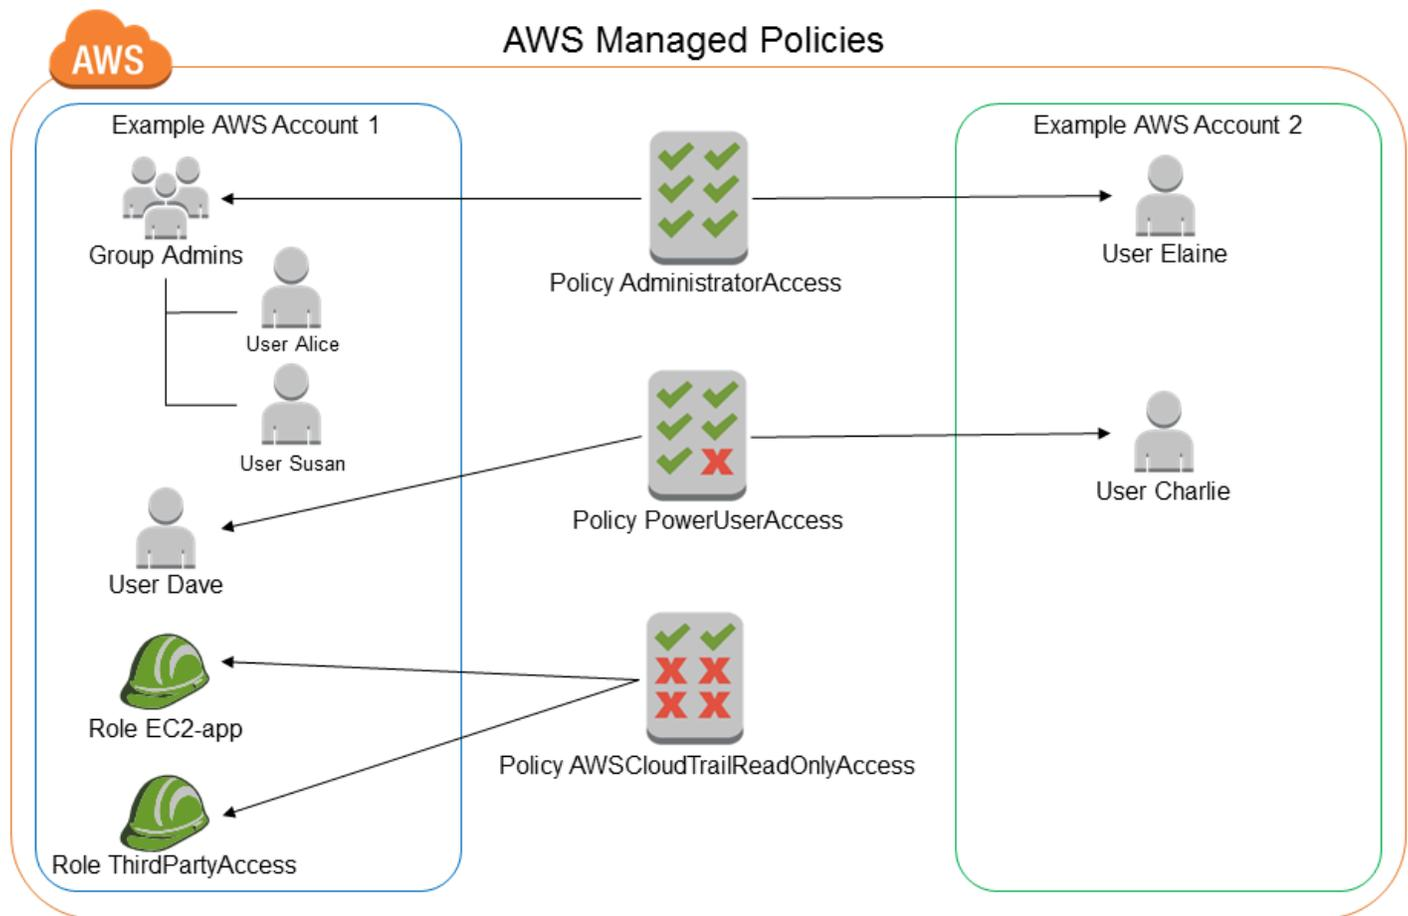 AWS
AWS Managed Policies
Example AWS Account 1
Group Admins
User Alice
User Susan
User Dave
Role EC2-app
Role ThirdPartyAccess
Policy AdministratorAccess
Policy PowerUserAccess
Policy AWSCloudTrailReadOnlyAccess
Example AWS Account 2
User Elaine
User Charlie